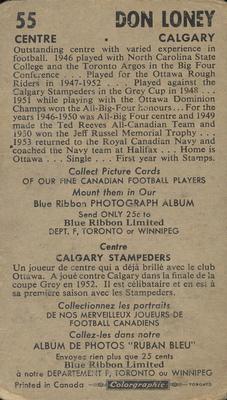 55 DON LONEY
CENTRE • CALGARY
Outstanding centre with varied experience in
football. 1946 played with North Carolina State
College and the Toronto Argos in the Big Four
Conference . . . Played for the Ottawa Rough
Riders in 1947-1952 . . . Played against the
Calgary Stampeders in the Grey Cup in 1948 . . .
1951 while playing with the Ottawa Dominion
Champs won the All-Big-Four honours . . . For the
years 1946-1950 was All-Big-Four centre and 1949
made the Ted Reeves All-Canadian Team and
1950 won the Jeff Russel Memorial Trophy . . .
1953 returned to the Royal Canadian Navy and
coached the Navy team at Halifax . . . Home is
Ottawa . . . Single . . . First year with Stamps.
Collect Picture Cards
OF OUR FINE CANADIAN FOOTBALL PLAYERS
Mount them in Our
Blue Ribbon PHOTOGRAPH ALBUM
Send ONLY 25c to
Blue Ribbon Limited
DEPT. F, TORONTO or WINNIPEG
Centre
CALGARY STAMPEDERS
Un joueur de centre qui a déjà brillé avec le club
Ottawa. A joué contre Calgary dans la finale de la
coupe Grey en 1952. Il est célibataire et en est à
sa première saison avec les Stampeders.
Collectionnez les portraits
DE NOS MERVEILLEUX JOUEURS DE
FOOTBALL CANADIENS
Collez-les dans notre
ALBUM DE PHOTOS "RUBAN BLEU"
Envoyez rien plus que 25 cents
Blue Ribbon Limited
à notre DEPARTEMENT F, TORONTO ou WINNIPEG
Printed in Canada Colorgraphic TORONTO